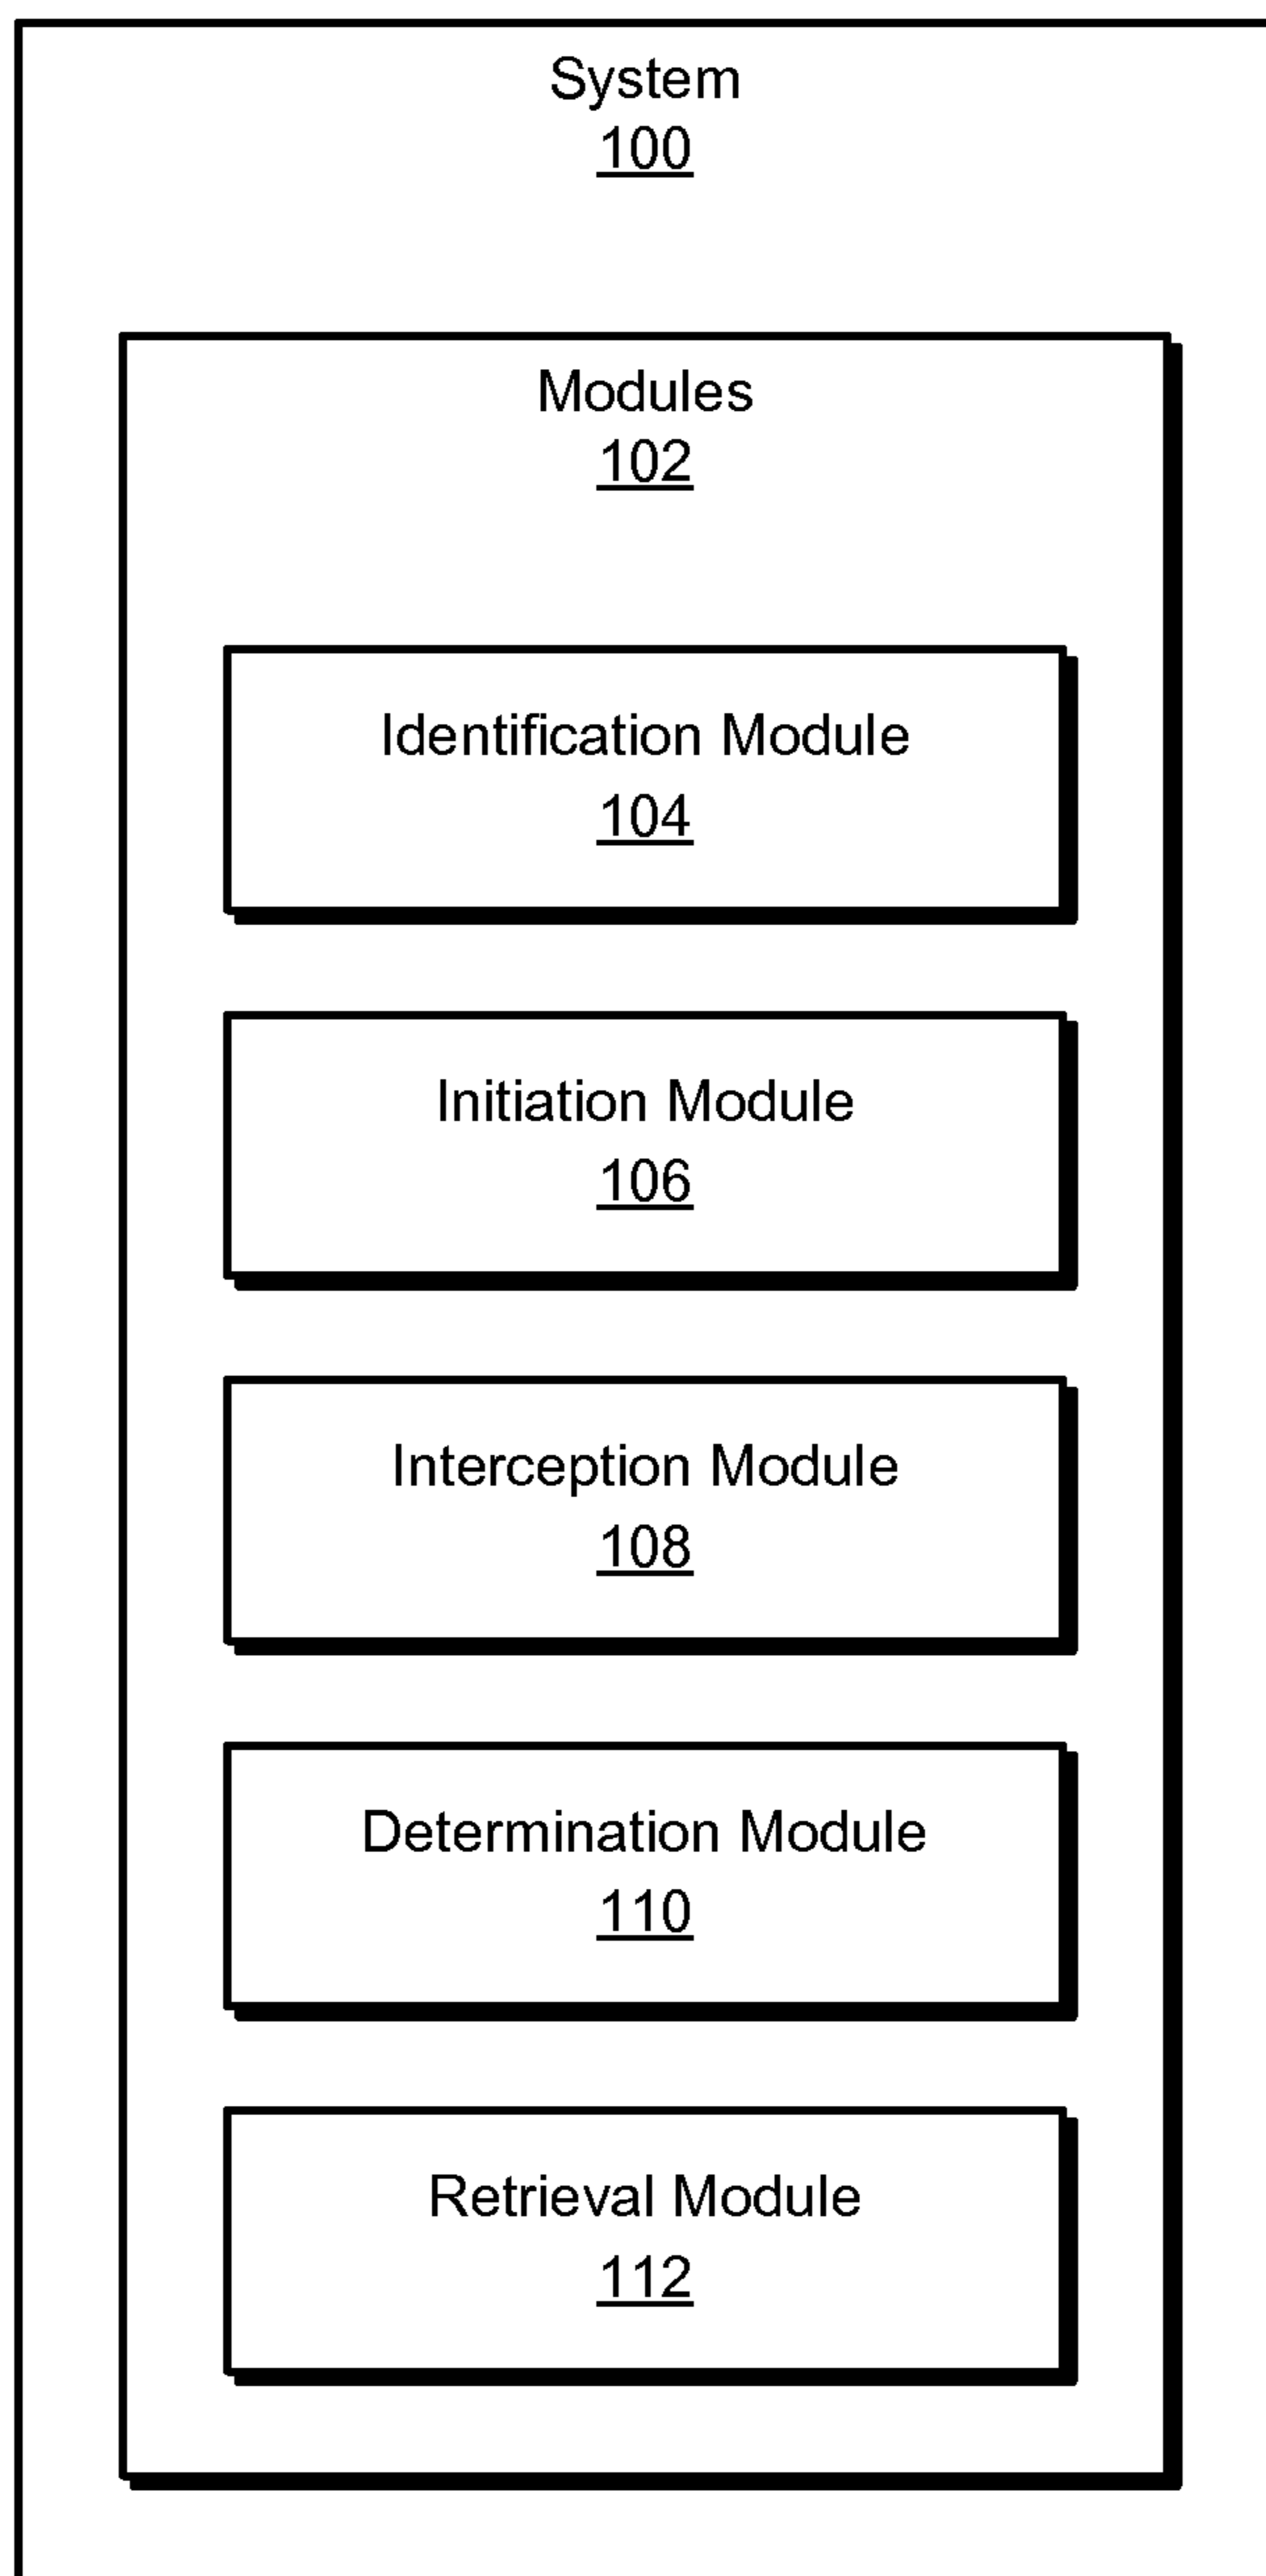 System
100
Modules
102
Identification Module
104
Initiation Module
106
Interception Module
108
Determination Module
110
Retrieval Module
112